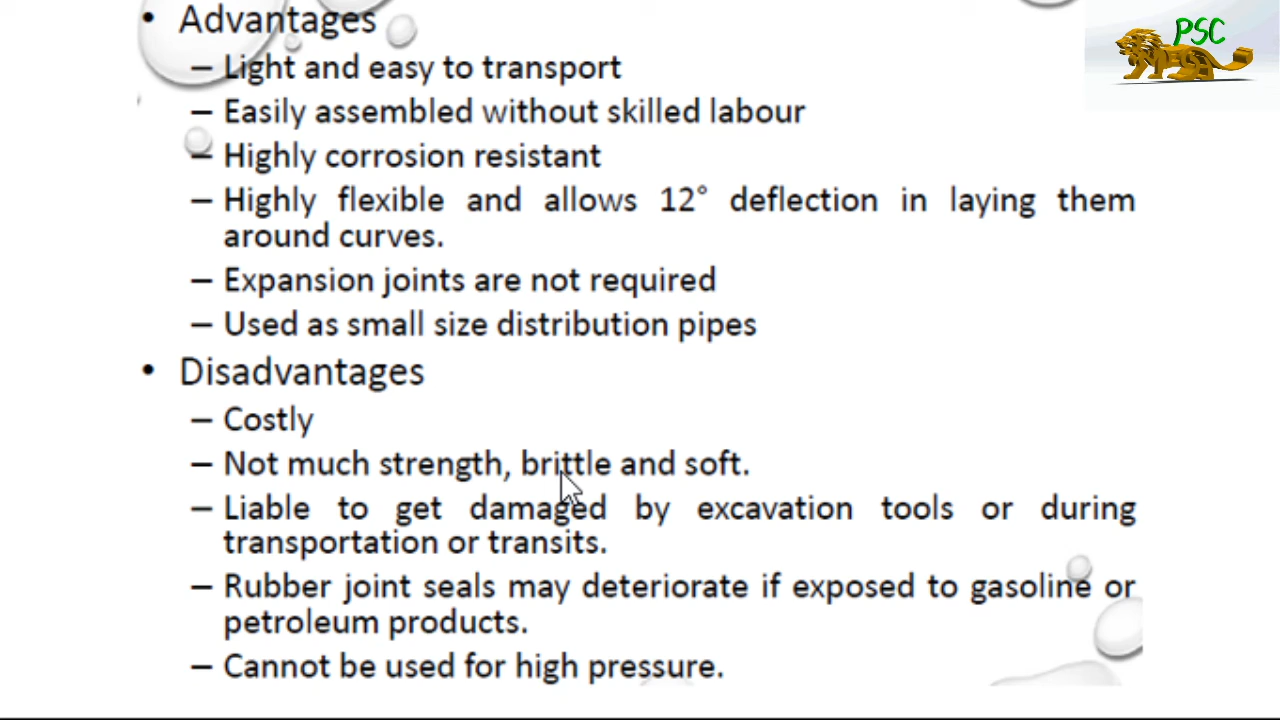 PSC
• Advantages
– Light and easy to transport
– Easily assembled without skilled labour
– Highly corrosion resistant
– Highly flexible and allows 12° deflection in laying them
around curves.
– Expansion joints are not required
– Used as small size distribution pipes
• Disadvantages
– Costly
– Not much strength, brittle and soft.
– Liable to get damaged by excavation tools or during
transportation or transits.
– Rubber joint seals may deteriorate if exposed to gasoline or
petroleum products.
– Cannot be used for high pressure.